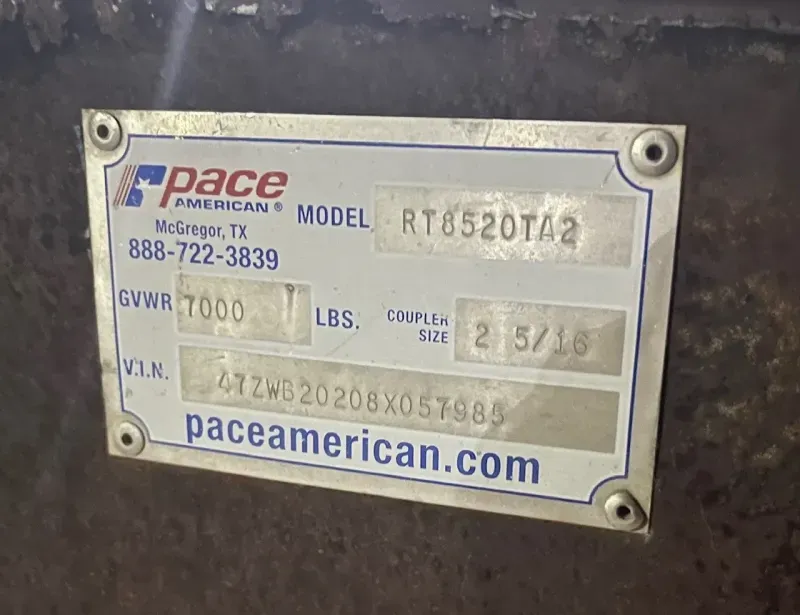 pace
AMERICAN ®
McGregor, TX
888-722-3839
MODEL RT8520TA2
GVWR 7000 LBS.
COUPLER SIZE 2 5/16
V.I.N. 47ZWB20208X057985
paceamerican.com